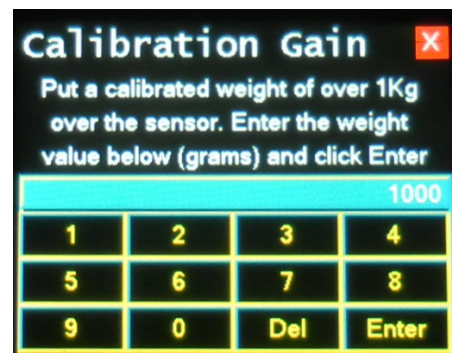 Calibration Gain X
Put a calibrated weight of over 1Kg
over the sensor. Enter the weight
value below (grams) and click Enter
1000
1 2 3 4
5 6 7 8
9 0 Del Enter